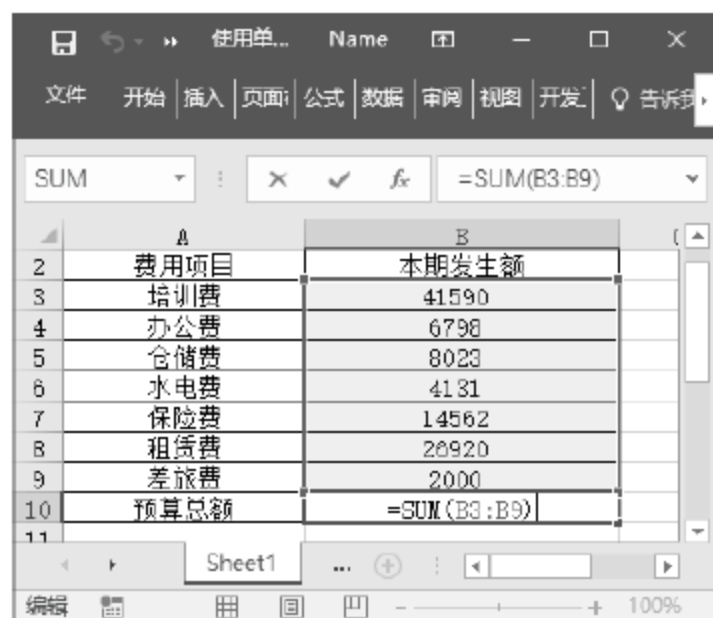 使用单... Name
文件 开始 插入 页面 公式 数据 审阅 视图 开发 告诉我
SUM fx =SUM(B3:B9)
A B
2 费用项目 本期发生额
3 培训费 41590
4 办公费 6798
5 仓储费 8023
6 水电费 4131
7 保险费 14562
8 租赁费 26920
9 差旅费 2000
10 预算总额 =SUM(B3:B9)
11
Sheet1 ...
编辑 100%